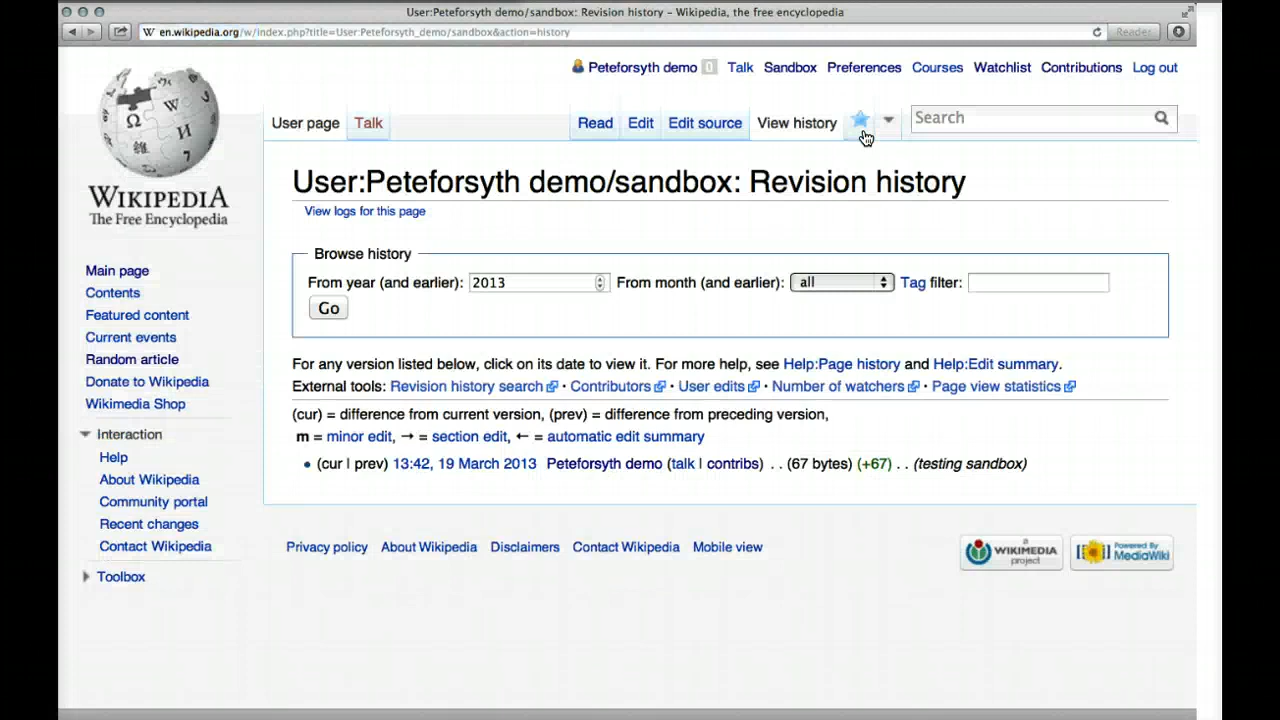 User:Peteforsyth demo/sandbox: Revision history – Wikipedia, the free encyclopedia
W en.wikipedia.org/w/index.php?title=User:Peteforsyth_demo/sandbox&action=history
Reader
Peteforsyth demo 0 Talk Sandbox Preferences Courses Watchlist Contributions Log out
User page Talk Read Edit Edit source View history Search
WIKIPEDIA
The Free Encyclopedia
Main page
Contents
Featured content
Current events
Random article
Donate to Wikipedia
Wikimedia Shop
Interaction
Help
About Wikipedia
Community portal
Recent changes
Contact Wikipedia
Toolbox
User:Peteforsyth demo/sandbox: Revision history
View logs for this page
Browse history
From year (and earlier): 2013 From month (and earlier): all Tag filter:
Go
For any version listed below, click on its date to view it. For more help, see Help:Page history and Help:Edit summary.
External tools: Revision history search · Contributors · User edits · Number of watchers · Page view statistics
(cur) = difference from current version, (prev) = difference from preceding version,
m = minor edit, → = section edit, ← = automatic edit summary
• (cur | prev) 13:42, 19 March 2013 Peteforsyth demo (talk | contribs) . . (67 bytes) (+67) . . (testing sandbox)
Privacy policy About Wikipedia Disclaimers Contact Wikipedia Mobile view
a
WIKIMEDIA
project
Powered By
MediaWiki